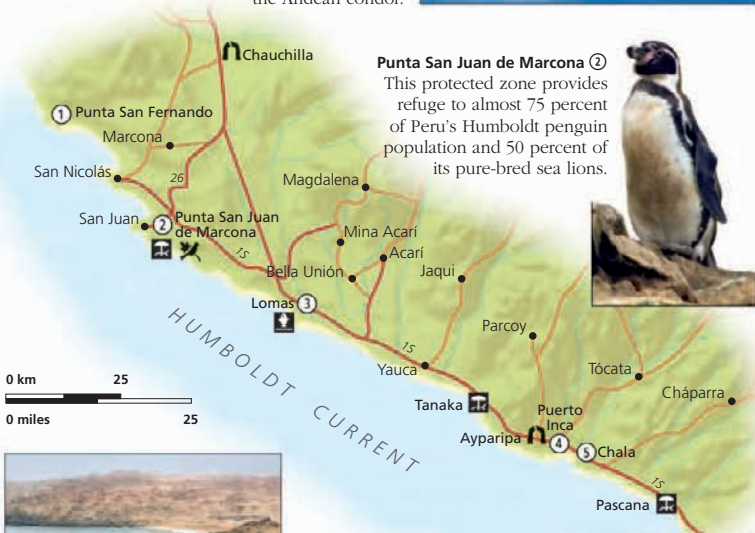 the Andean condor.
Chauchilla
Punta San Juan de Marcona ②
This protected zone provides
refuge to almost 75 percent
of Peru's Humboldt penguin
population and 50 percent of
its pure-bred sea lions.
① Punta San Fernando
Marcona
San Nicolás
26
Magdalena
San Juan
② Punta San Juan
de Marcona
Mina Acarí
1S
Acarí
Bella Unión
Jaqui
Lomas ③
HUMBOLDT CURRENT
Parcoy
1S
0 km 25
Yauca
Tócata
0 miles 25
Cháparra
Tanaka
Puerto
Inca
Ayparipa
④
⑤ Chala
1S
Pascana